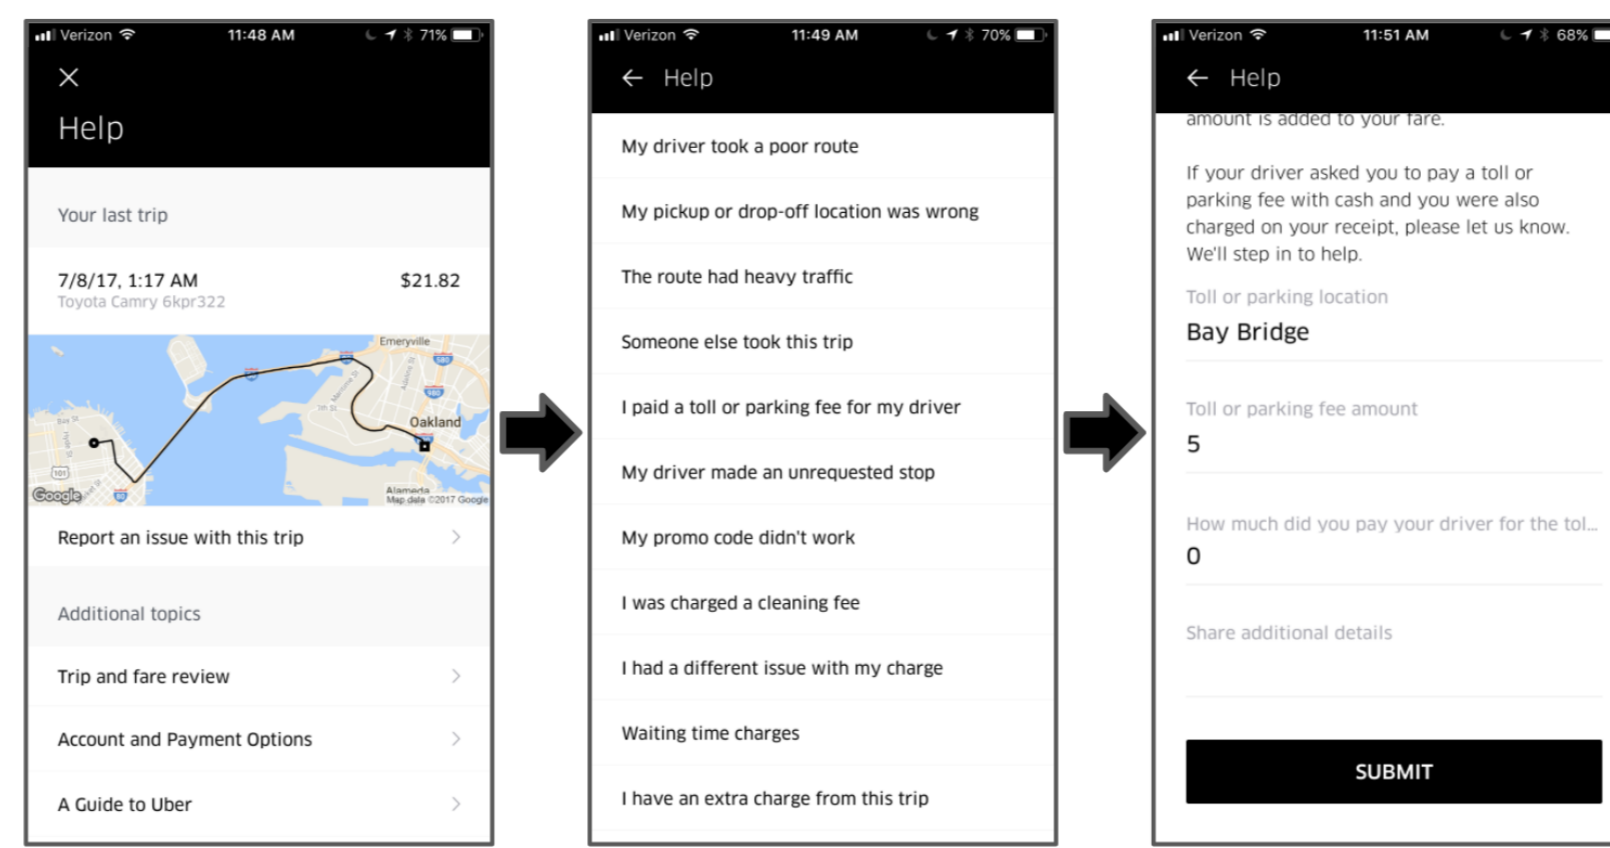 Verizon 11:48 AM 71%
Help
Your last trip
7/8/17, 1:17 AM $21.82
Toyota Camry 6kpr322
Emeryville
580
Oakland
Bay St
101
80
Alameda
Google
Map data ©2017 Google
Report an issue with this trip
Additional topics
Trip and fare review
Account and Payment Options
A Guide to Uber
Verizon 11:49 AM 70%
Help
My driver took a poor route
My pickup or drop-off location was wrong
The route had heavy traffic
Someone else took this trip
I paid a toll or parking fee for my driver
My driver made an unrequested stop
My promo code didn't work
I was charged a cleaning fee
I had a different issue with my charge
Waiting time charges
I have an extra charge from this trip
Verizon 11:51 AM 68%
Help
amount is added to your fare.
If your driver asked you to pay a toll or
parking fee with cash and you were also
charged on your receipt, please let us know.
We'll step in to help.
Toll or parking location
Bay Bridge
Toll or parking fee amount
5
How much did you pay your driver for the tol...
0
Share additional details
SUBMIT